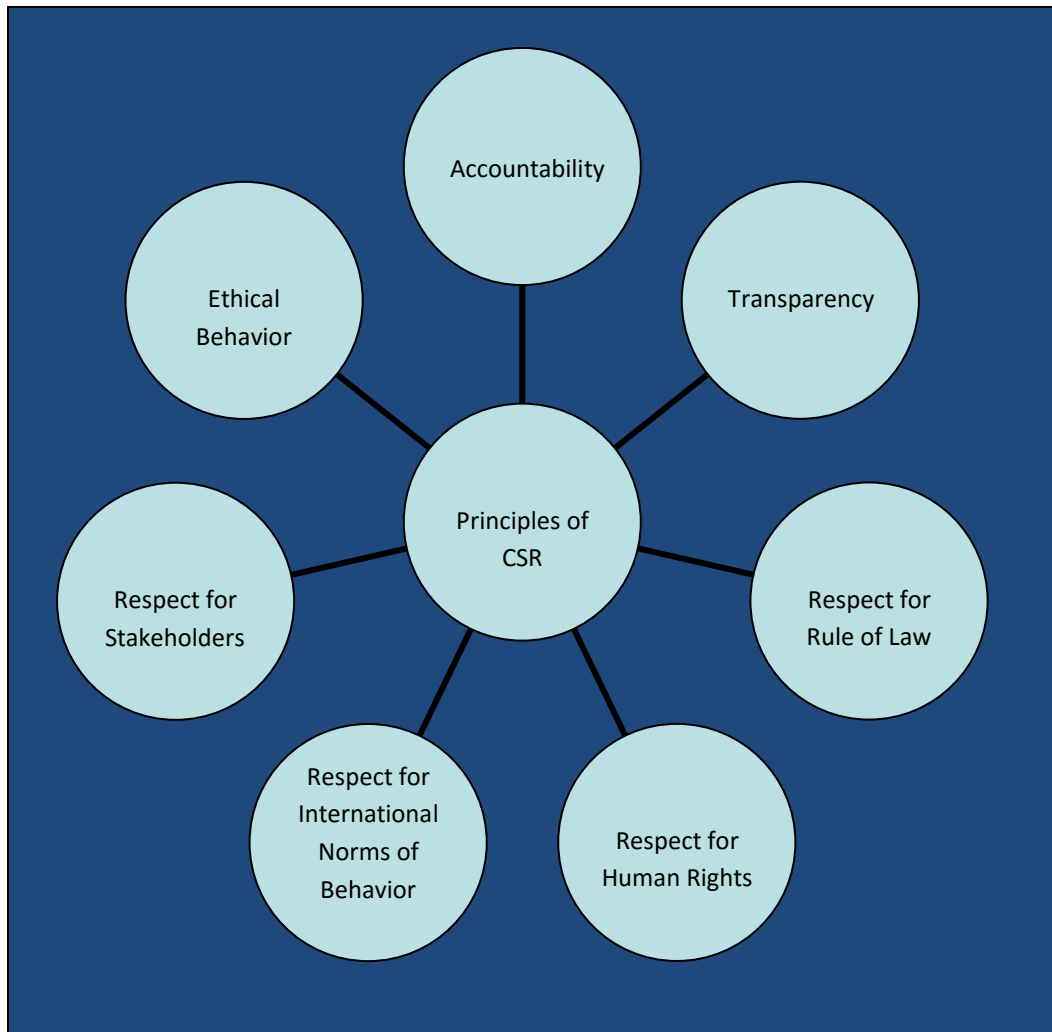 Accountability
Transparency
Ethical
Behavior
Principles of
CSR
Respect for
Stakeholders
Respect for
Rule of Law
Respect for
International
Norms of
Behavior
Respect for
Human Rights